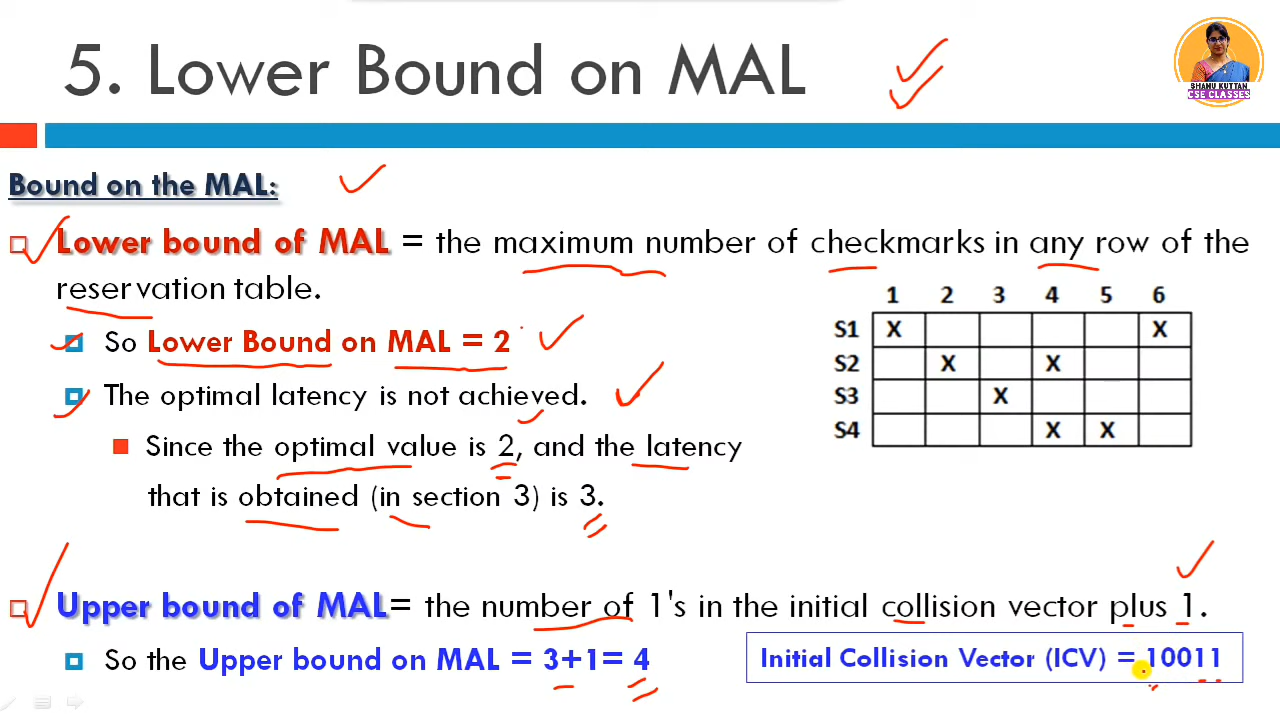 5. Lower Bound on MAL
SHAMU KUTTAN
CSE CLASSES
Bound on the MAL:
Lower bound of MAL = the maximum number of checkmarks in any row of the
reservation table.
So Lower Bound on MAL = 2
The optimal latency is not achieved.
Since the optimal value is 2, and the latency
that is obtained (in section 3) is 3.
1 2 3 4 5 6
S1 X X
S2 X X
S3 X
S4 X X
Upper bound of MAL= the number of 1's in the initial collision vector plus 1.
So the Upper bound on MAL = 3+1= 4
Initial Collision Vector (ICV) = 10011